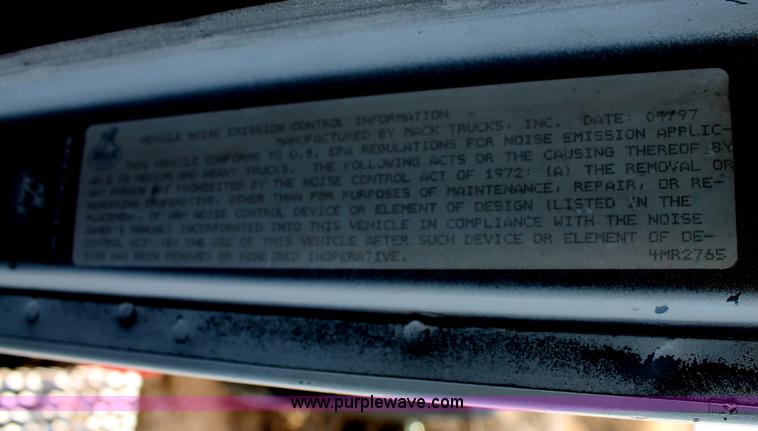 VEHICLE NOISE EMISSION CONTROL INFORMATION
MANUFACTURED BY MACK TRUCKS, INC. DATE: 04/97
THIS VEHICLE CONFORMS TO U.S. EPA REGULATIONS FOR NOISE EMISSION APPLIC-
ABLE TO MEDIUM AND HEAVY TRUCKS. THE FOLLOWING ACTS OR THE CAUSING THEREOF BY
ANY PERSON ARE PROHIBITED BY THE NOISE CONTROL ACT OF 1972: (A) THE REMOVAL OR
RENDERING INOPERATIVE, OTHER THAN FOR PURPOSES OF MAINTENANCE, REPAIR, OR RE-
PLACEMENT, OF ANY NOISE CONTROL DEVICE OR ELEMENT OF DESIGN (LISTED IN THE
OWNER'S MANUAL) INCORPORATED INTO THIS VEHICLE IN COMPLIANCE WITH THE NOISE
CONTROL ACT. (B) THE USE OF THIS VEHICLE AFTER SUCH DEVICE OR ELEMENT OF DE-
SIGN HAS BEEN REMOVED OR RENDERED INOPERATIVE. 4MR2765
www.purplewave.com